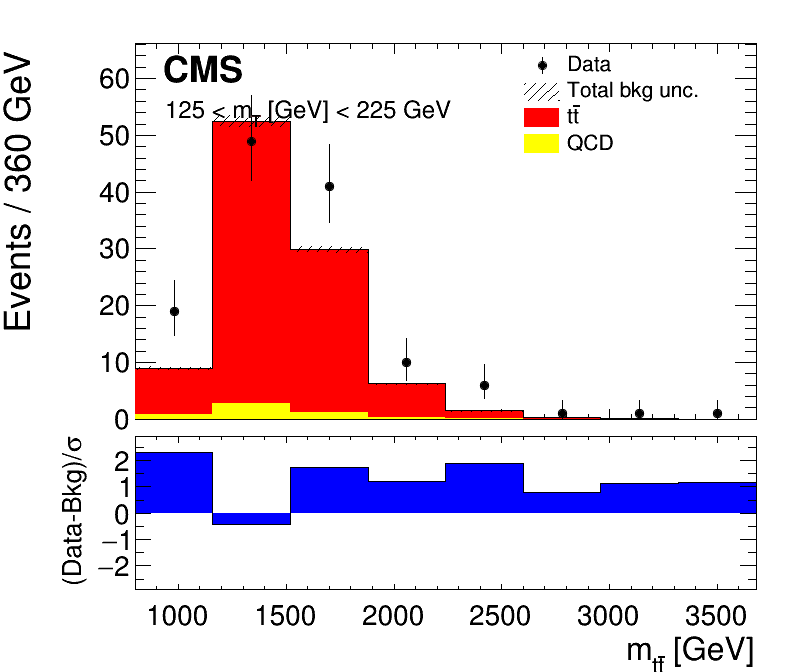 CMS
125 < m_T [GeV] < 225 GeV
Data
Total bkg unc.
tt̄
QCD
Events / 360 GeV
60
50
40
30
20
10
0
(Data-Bkg)/σ
2
1
0
−1
−2
1000 1500 2000 2500 3000 3500
m_tt̄ [GeV]